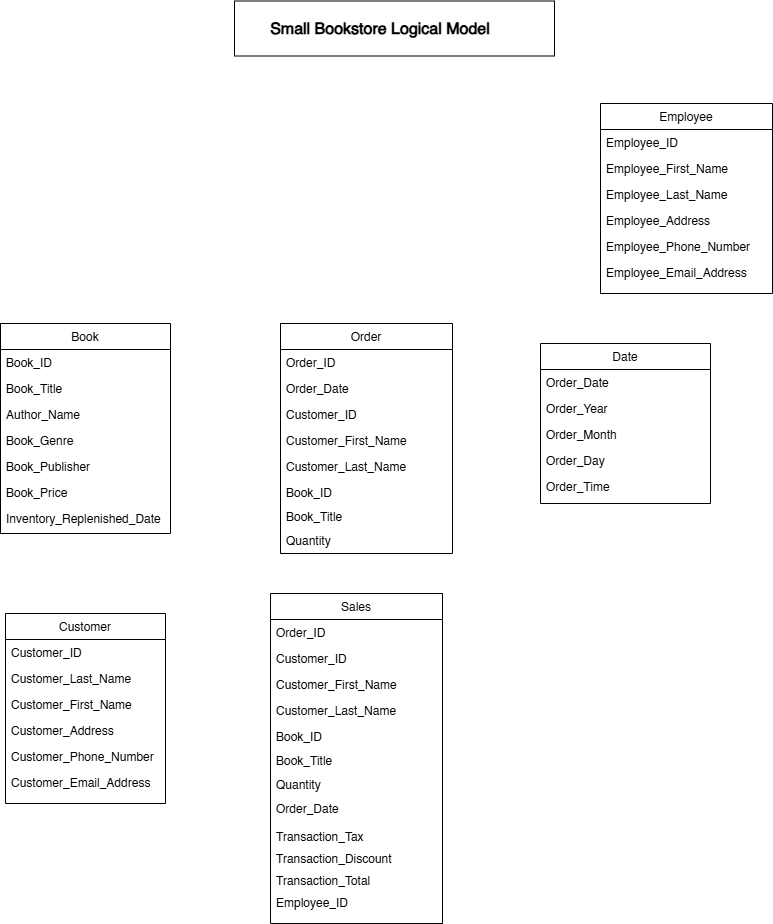 Small Bookstore Logical Model
Employee
Employee_ID
Employee_First_Name
Employee_Last_Name
Employee_Address
Employee_Phone_Number
Employee_Email_Address
Book
Book_ID
Book_Title
Author_Name
Book_Genre
Book_Publisher
Book_Price
Inventory_Replenished_Date
Order
Order_ID
Order_Date
Customer_ID
Customer_First_Name
Customer_Last_Name
Book_ID
Book_Title
Quantity
Date
Order_Date
Order_Year
Order_Month
Order_Day
Order_Time
Customer
Customer_ID
Customer_Last_Name
Customer_First_Name
Customer_Address
Customer_Phone_Number
Customer_Email_Address
Sales
Order_ID
Customer_ID
Customer_First_Name
Customer_Last_Name
Book_ID
Book_Title
Quantity
Order_Date
Transaction_Tax
Transaction_Discount
Transaction_Total
Employee_ID